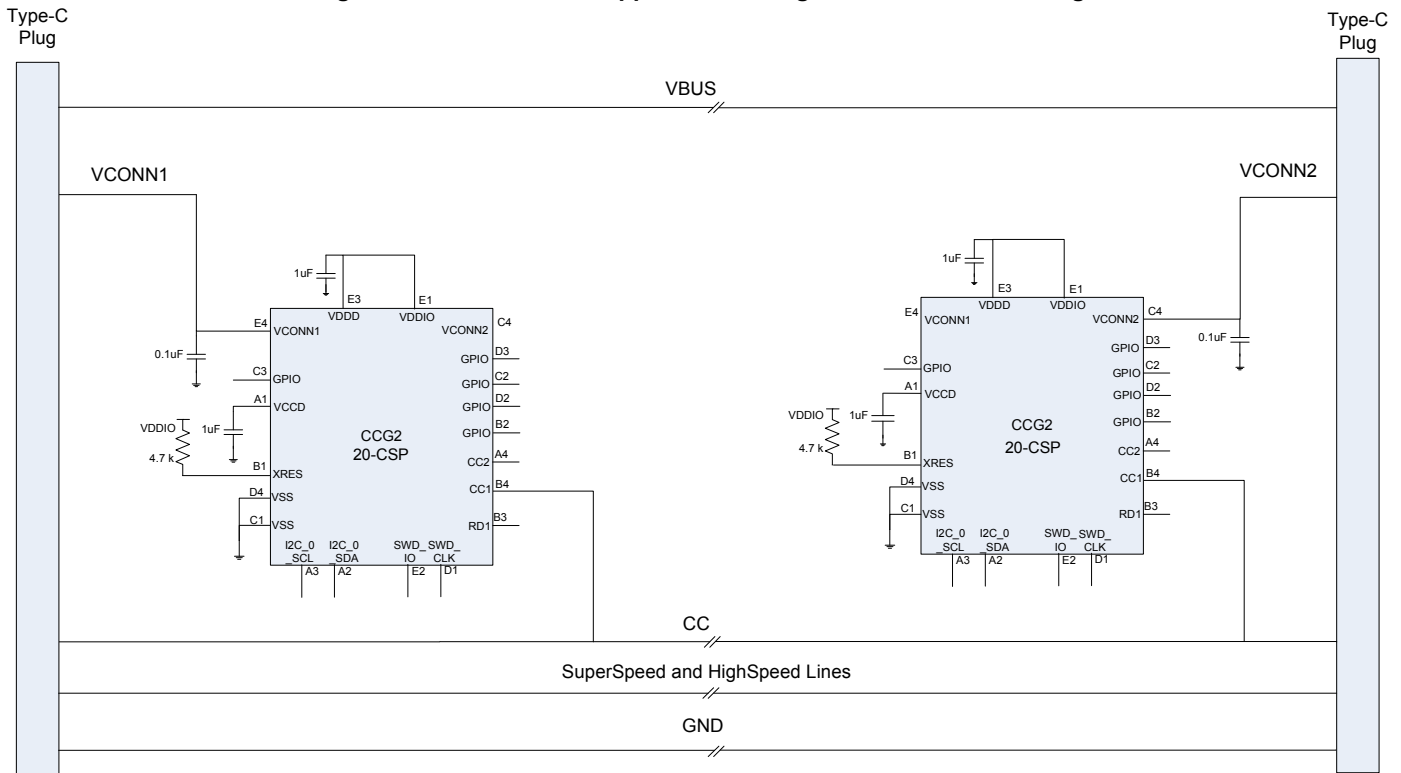 Type-C
Plug
Type-C
Plug
VBUS
VCONN1
VCONN2
1uF
E3
E1
VDDD
VDDIO
E4
VCONN1
VCONN2
C4
0.1uF
GPIO
D3
C3
GPIO
GPIO
C2
A1
VCCD
GPIO
D2
VDDIO
1uF
GPIO
B2
4.7 k
CCG2
20-CSP
CC2
A4
B1
XRES
CC1
B4
D4
VSS
C1
VSS
RD1
B3
I2C_0
_SCL
I2C_0
_SDA
SWD_
IO
SWD_
CLK
A3
A2
E2
D1
1uF
E3
E1
VDDD
VDDIO
E4
VCONN1
VCONN2
C4
0.1uF
GPIO
D3
C3
GPIO
GPIO
C2
A1
VCCD
GPIO
D2
VDDIO
1uF
GPIO
B2
4.7 k
CCG2
20-CSP
CC2
A4
B1
XRES
CC1
B4
D4
VSS
C1
VSS
RD1
B3
I2C_0
_SCL
I2C_0
_SDA
SWD_
IO
SWD_
CLK
A3
A2
E2
D1
CC
SuperSpeed and HighSpeed Lines
GND